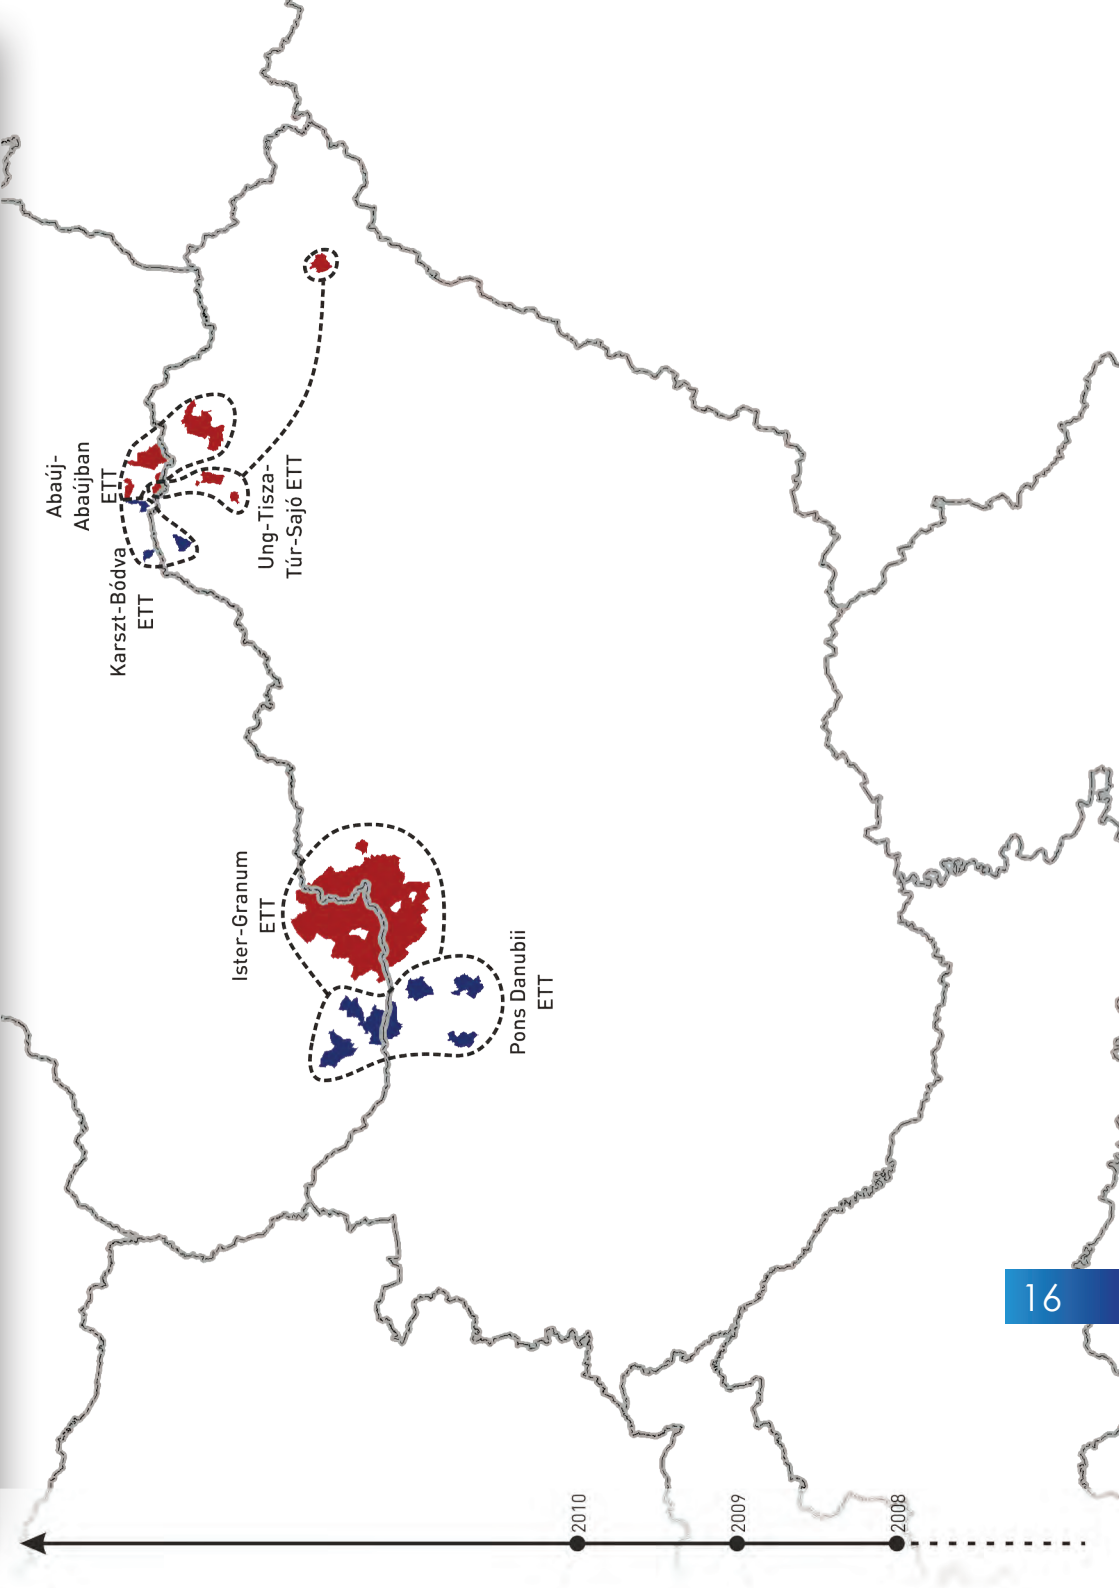 Abaúj-
Abaújban
ETT
Karszt-Bódva
ETT
Ung-Tisza-
Túr-Sajó ETT
Ister-Granum
ETT
Pons Danubii
ETT
2008
2009
2010
16